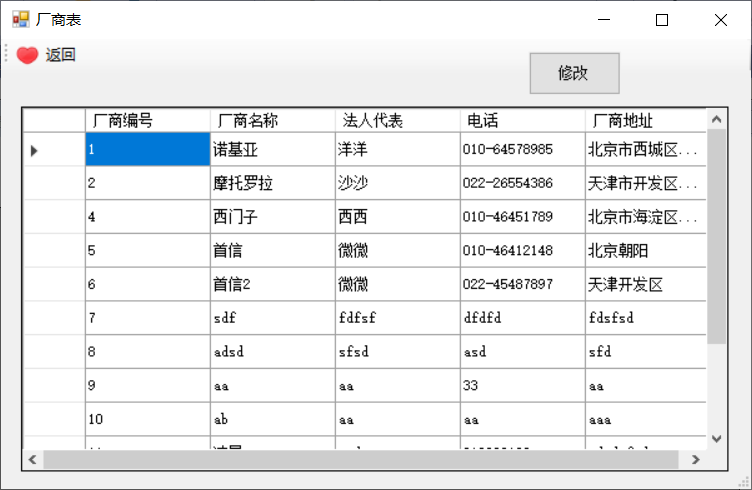 厂商表
返回
修改
厂商编号 厂商名称 法人代表 电话 厂商地址
1 诺基亚 洋洋 010-64578985 北京市西城区...
2 摩托罗拉 沙沙 022-26554386 天津市开发区...
4 西门子 西西 010-46451789 北京市海淀区...
5 首信 微微 010-46412148 北京朝阳
6 首信2 微微 022-45487897 天津开发区
7 sdf fdfsf dfdfd fdsfsd
8 adsd sfsd asd sfd
9 aa aa 33 aa
10 ab aa aa aaa